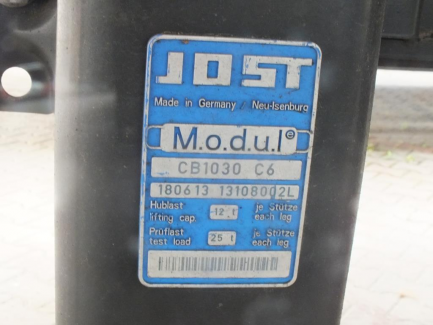 JOST
Made in Germany / Neu-Isenburg
M.o.d.u.l ©
CB1030 C6
180613 13108002L
Hublast 12 t je Stütze
lifting cap. each leg
Prüflast 25 t je Stütze
test load each leg